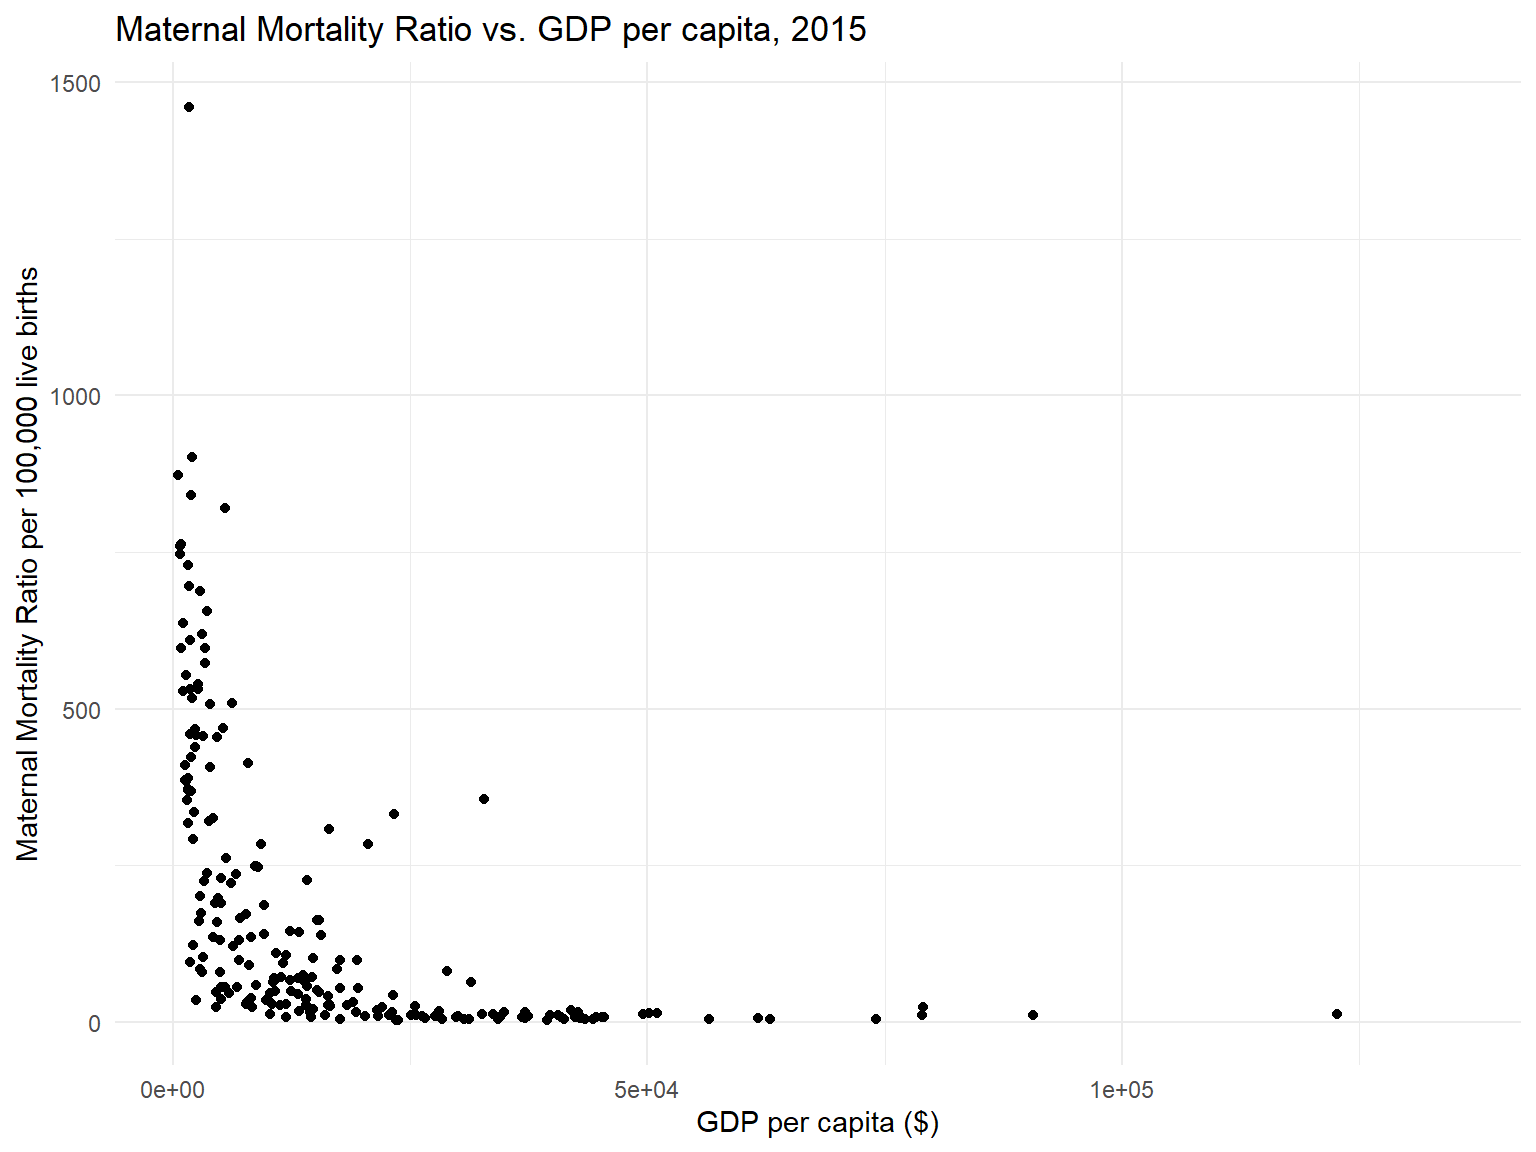 Maternal Mortality Ratio vs. GDP per capita, 2015
Maternal Mortality Ratio per 100,000 live births
1500
1000
500
0
0e+00
5e+04
1e+05
GDP per capita ($)